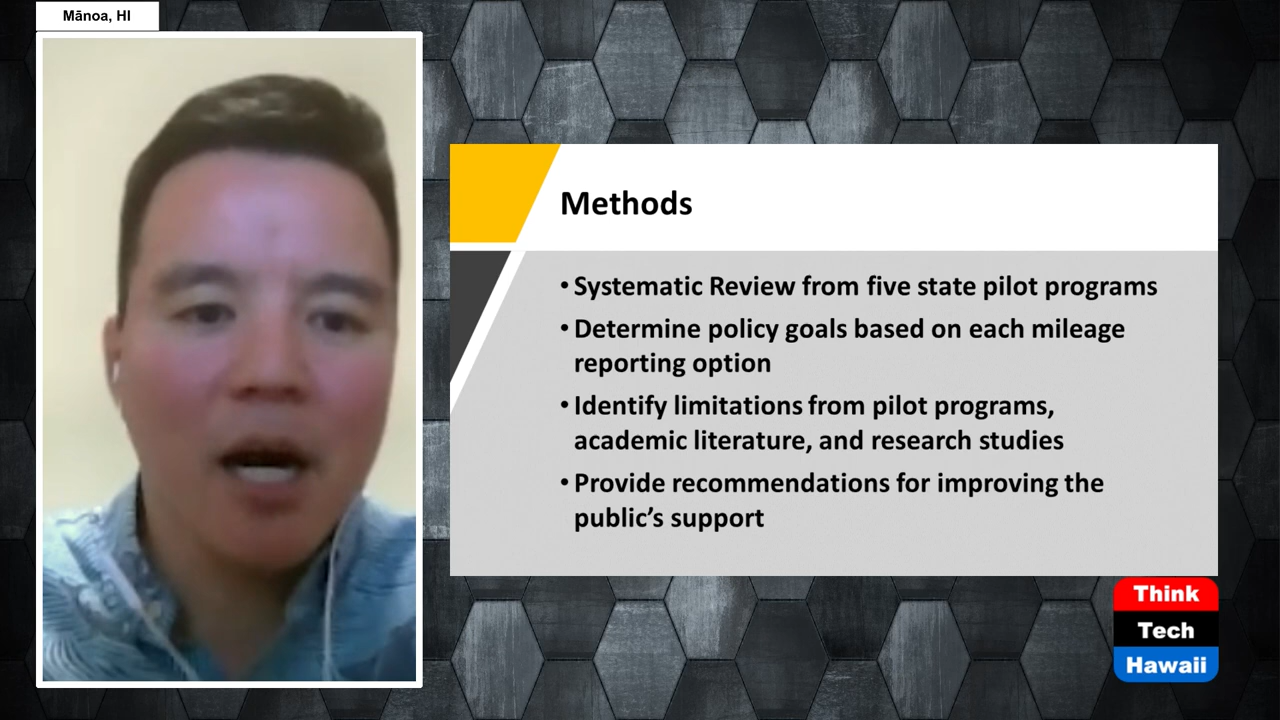 Mānoa, HI
Methods
• Systematic Review from five state pilot programs
• Determine policy goals based on each mileage
reporting option
• Identify limitations from pilot programs,
academic literature, and research studies
• Provide recommendations for improving the
public's support
Think
Tech
Hawaii